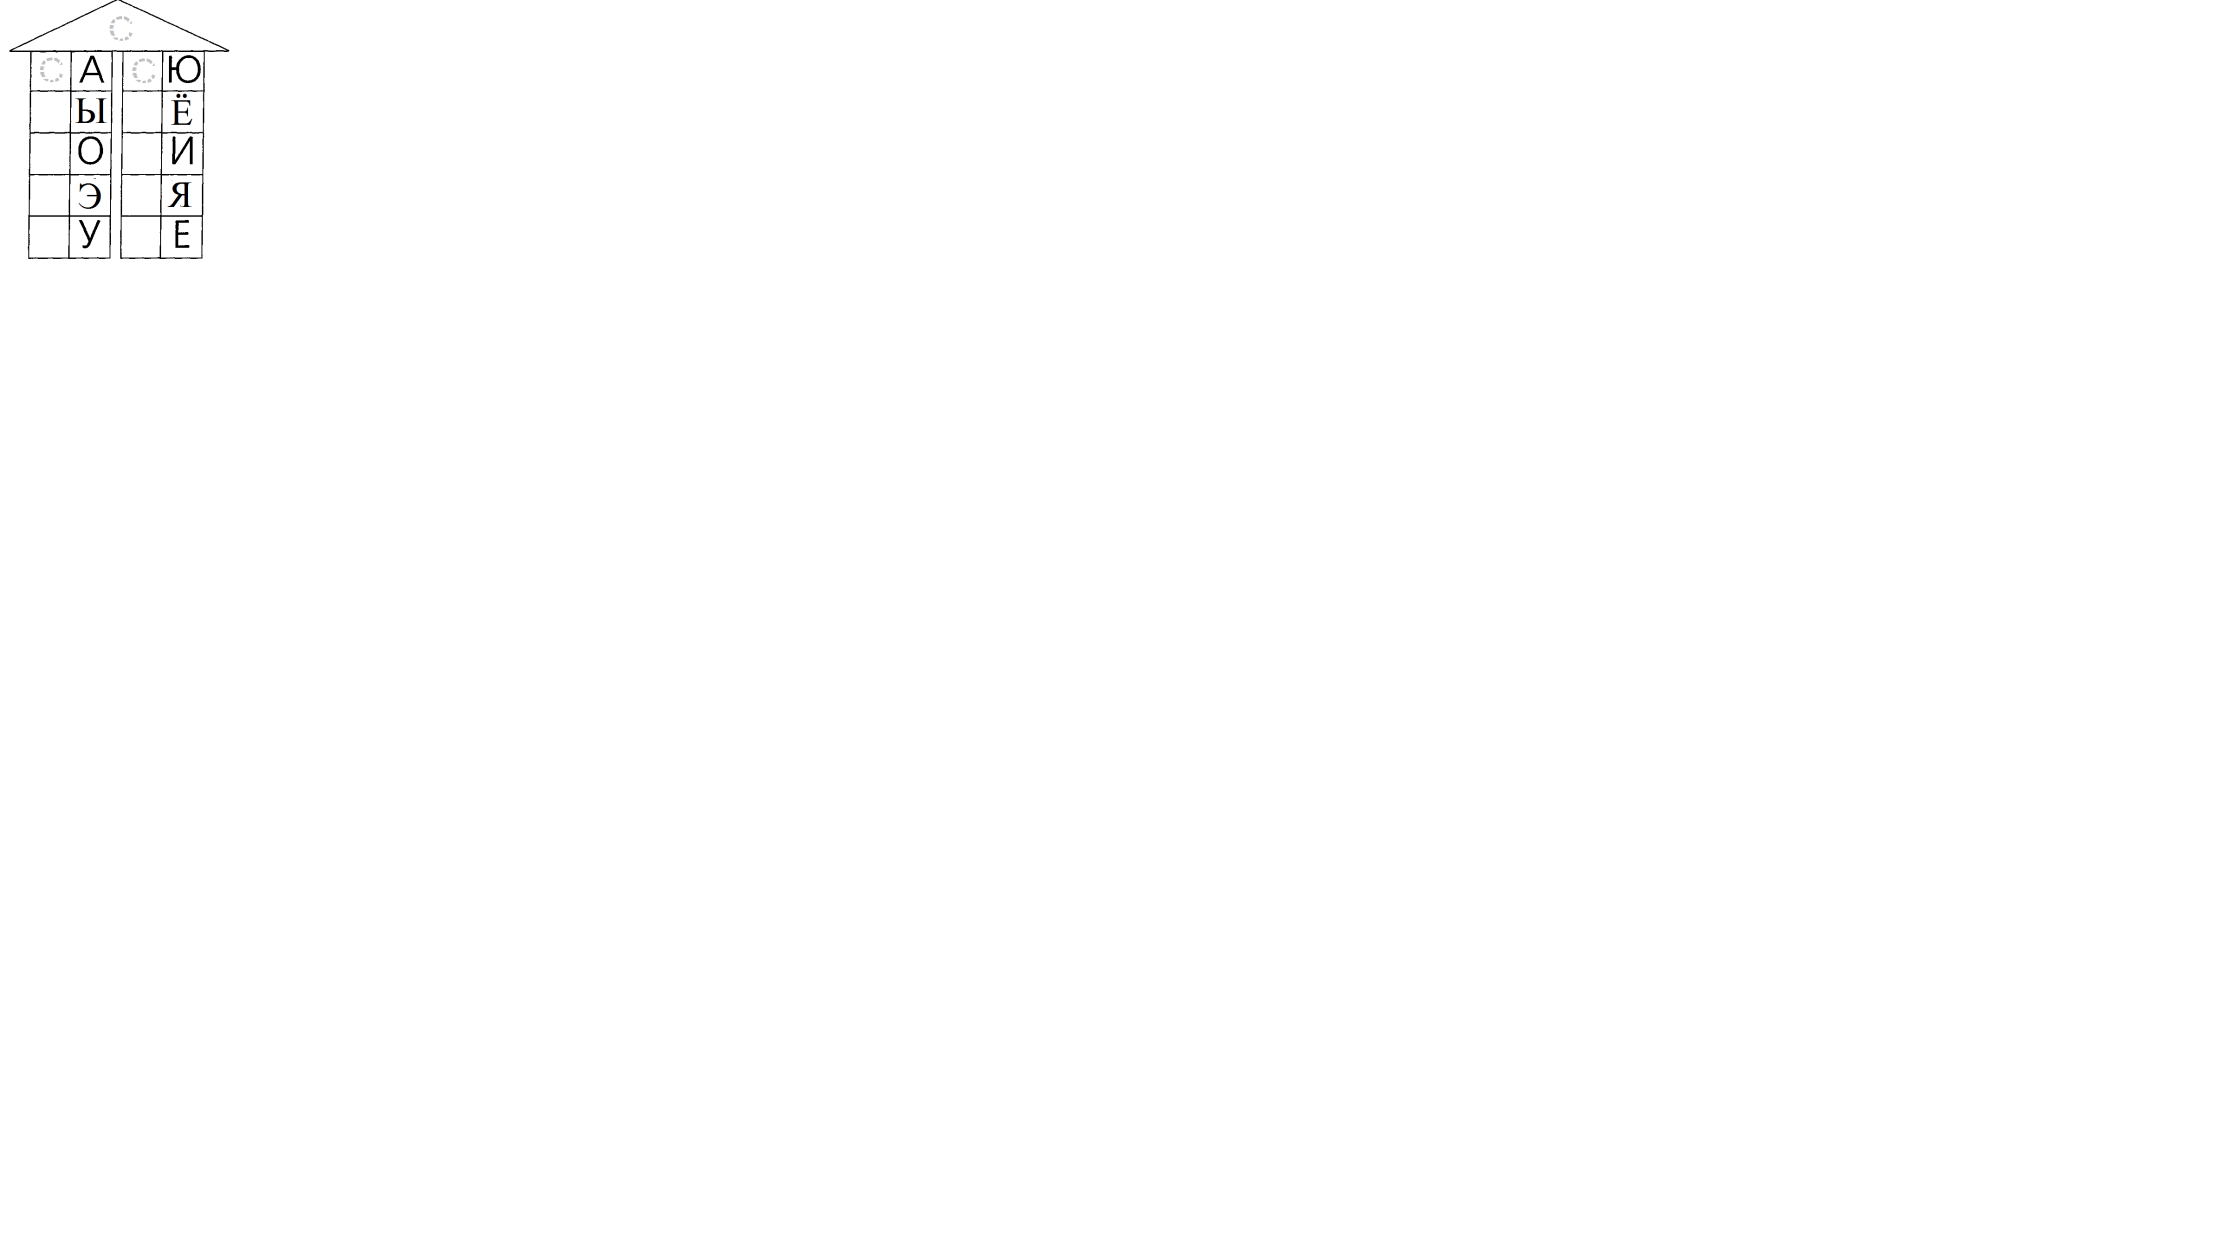 С
С А С Ю
Ы Ё
О И
Э Я
У Е